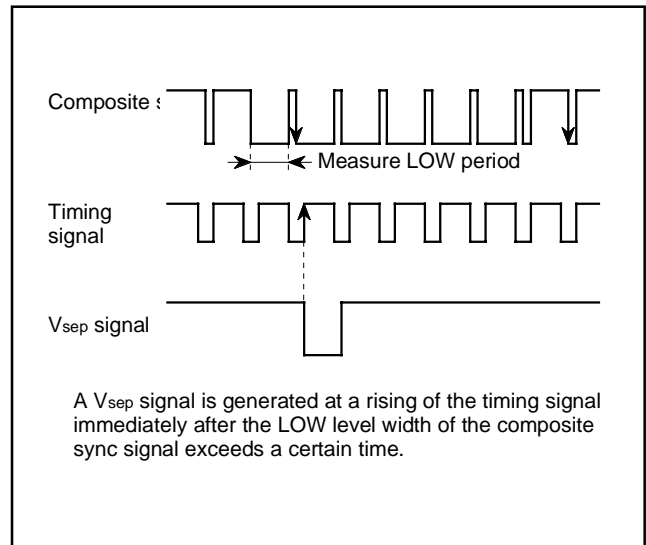 Composite s
Measure LOW period
Timing
signal
Vsep signal
A Vsep signal is generated at a rising of the timing signal
immediately after the LOW level width of the composite
sync signal exceeds a certain time.